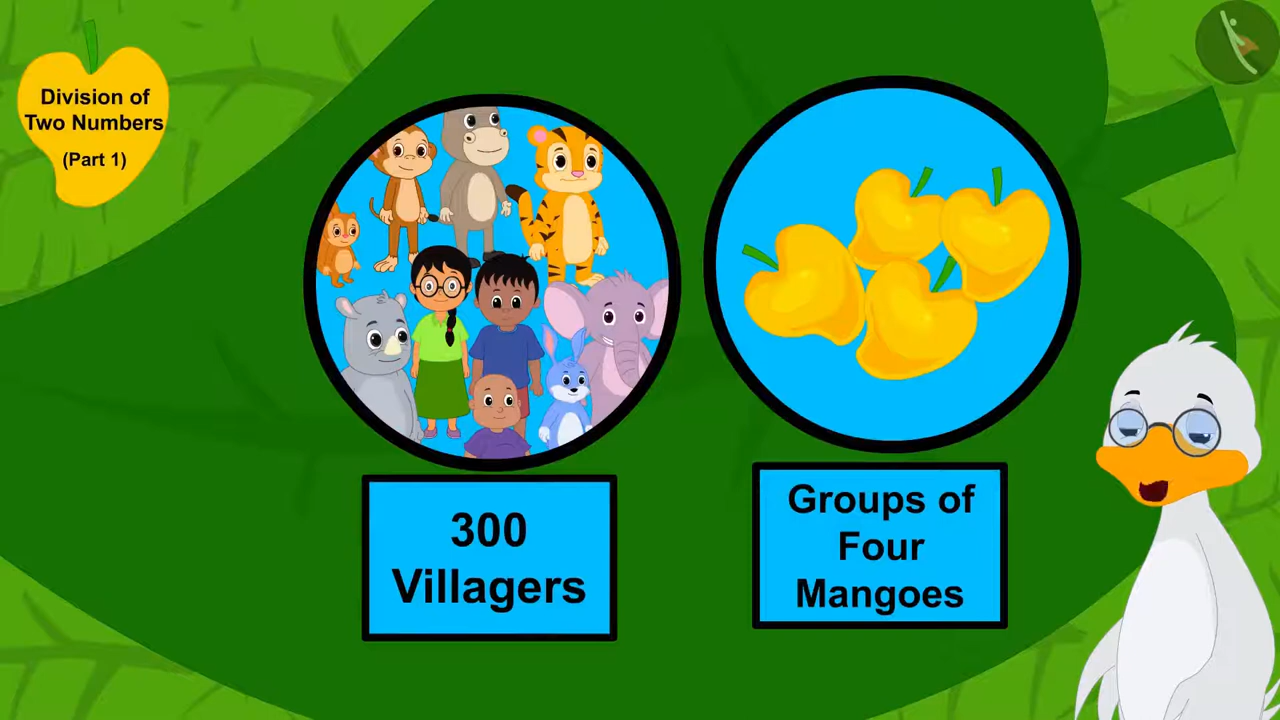 Division of
Two Numbers
(Part 1)
300
Villagers
Groups of
Four
Mangoes